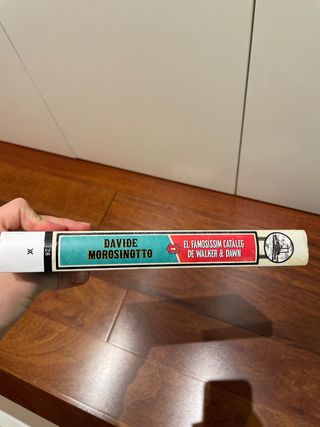 DAVIDE
MOROSINOTTO
EL FAMOSÍSSIM CATÀLEG
DE WALKER & DAWN